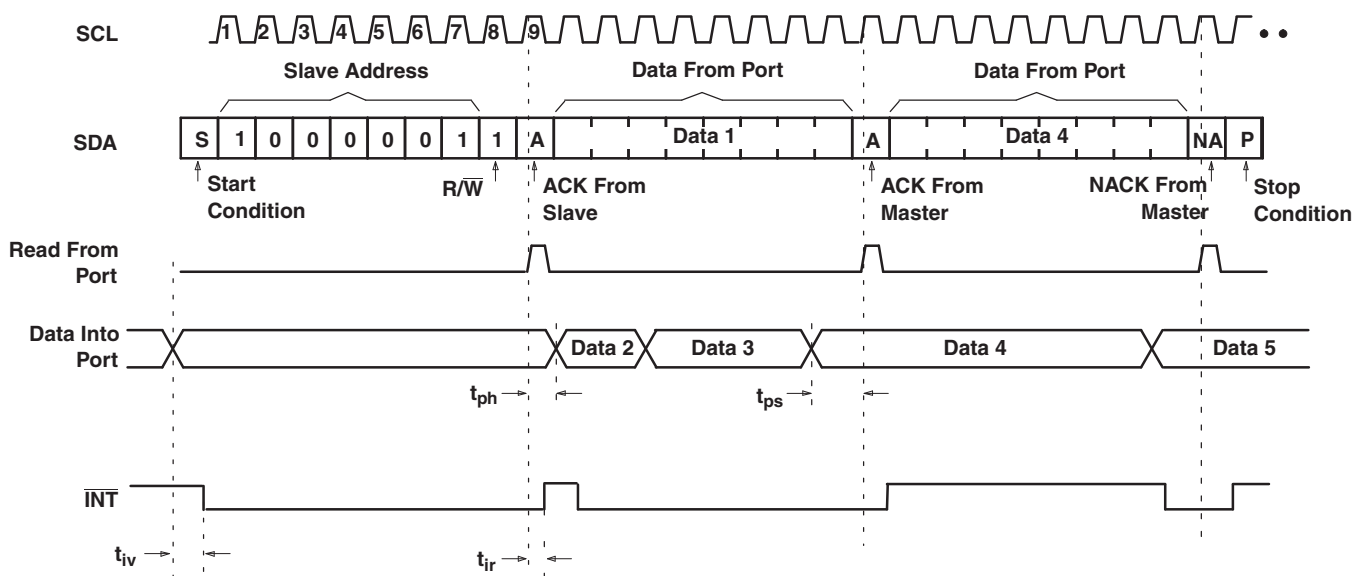 SCL 1 2 3 4 5 6 7 8 9
Slave Address Data From Port Data From Port
SDA S 1 0 0 0 0 0 1 1 A Data 1 A Data 4 NA P
Start Condition
R/W̅
ACK From Slave
ACK From Master
NACK From Master
Stop Condition
Read From Port
Data Into Port
Data 2 Data 3 Data 4 Data 5
tph tps
I̅N̅T̅
tiv tir